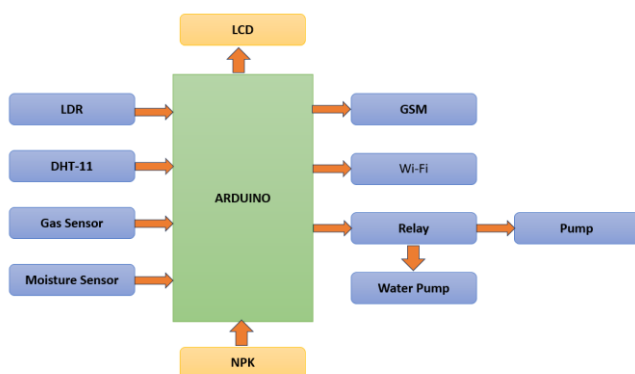 LCD
LDR
GSM
DHT-11
Wi-Fi
ARDUINO
Gas Sensor
Relay
Pump
Moisture Sensor
Water Pump
NPK